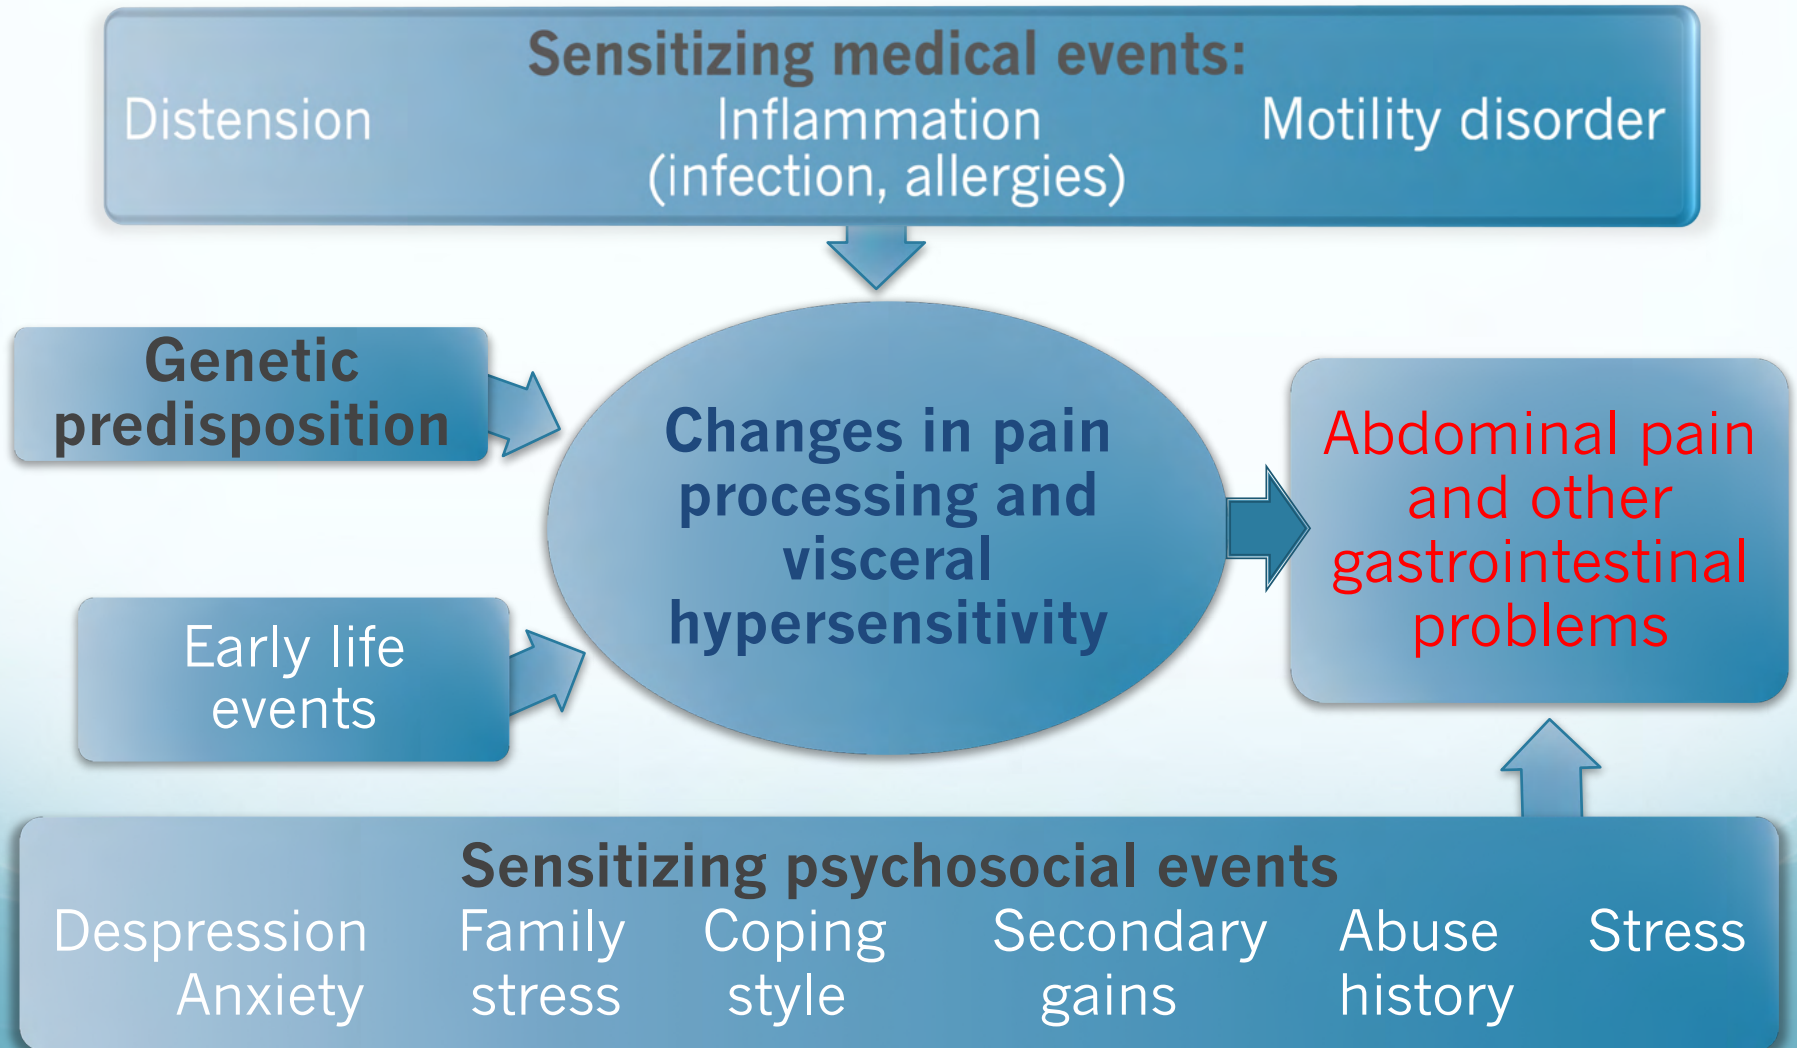 Sensitizing medical events:
Distension Inflammation Motility disorder
(infection, allergies)
Genetic
predisposition
Changes in pain
processing and
visceral
hypersensitivity
Abdominal pain
and other
gastrointestinal
problems
Early life
events
Sensitizing psychosocial events
Despression Family Coping Secondary Abuse Stress
Anxiety stress style gains history